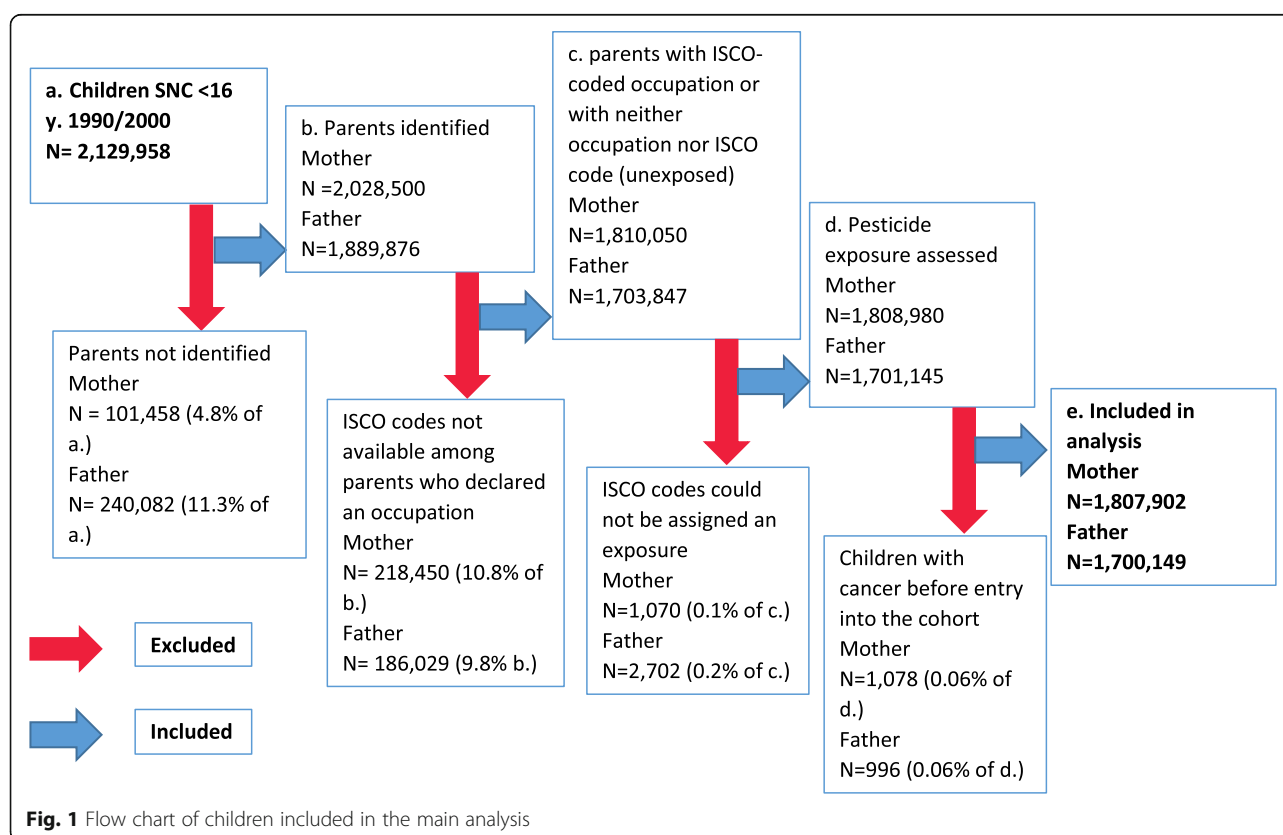 a. Children SNC <16
y. 1990/2000
N= 2,129,958
b. Parents identified
Mother
N =2,028,500
Father
N=1,889,876
c. parents with ISCO-
coded occupation or
with neither
occupation nor ISCO
code (unexposed)
Mother
N=1,810,050
Father
N=1,703,847
d. Pesticide
exposure assessed
Mother
N=1,808,980
Father
N=1,701,145
e. Included in
analysis
Mother
N=1,807,902
Father
N=1,700,149
Parents not identified
Mother
N = 101,458 (4.8% of
a.)
Father
N= 240,082 (11.3% of
a.)
ISCO codes not
available among
parents who declared
an occupation
Mother
N= 218,450 (10.8% of
b.)
Father
N= 186,029 (9.8% b.)
ISCO codes could
not be assigned an
exposure
Mother
N=1,070 (0.1% of c.)
Father
N=2,702 (0.2% of c.)
Children with
cancer before entry
into the cohort
Mother
N=1,078 (0.06% of
d.)
Father
N=996 (0.06% of d.)
Excluded
Included
Fig. 1 Flow chart of children included in the main analysis